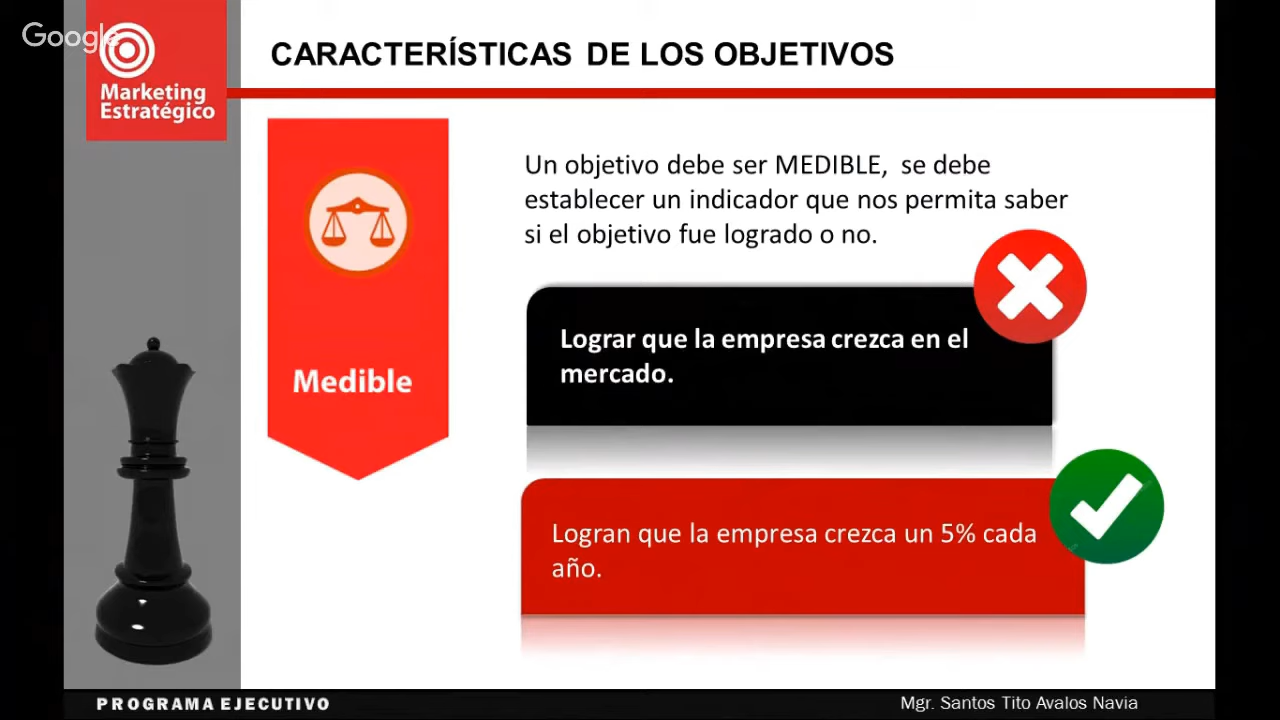 Google
Marketing
Estratégico
CARACTERÍSTICAS DE LOS OBJETIVOS
Medible
Un objetivo debe ser MEDIBLE, se debe
establecer un indicador que nos permita saber
si el objetivo fue logrado o no.
Lograr que la empresa crezca en el
mercado.
Logran que la empresa crezca un 5% cada
año.
PROGRAMA EJECUTIVO
Mgr. Santos Tito Avalos Navia